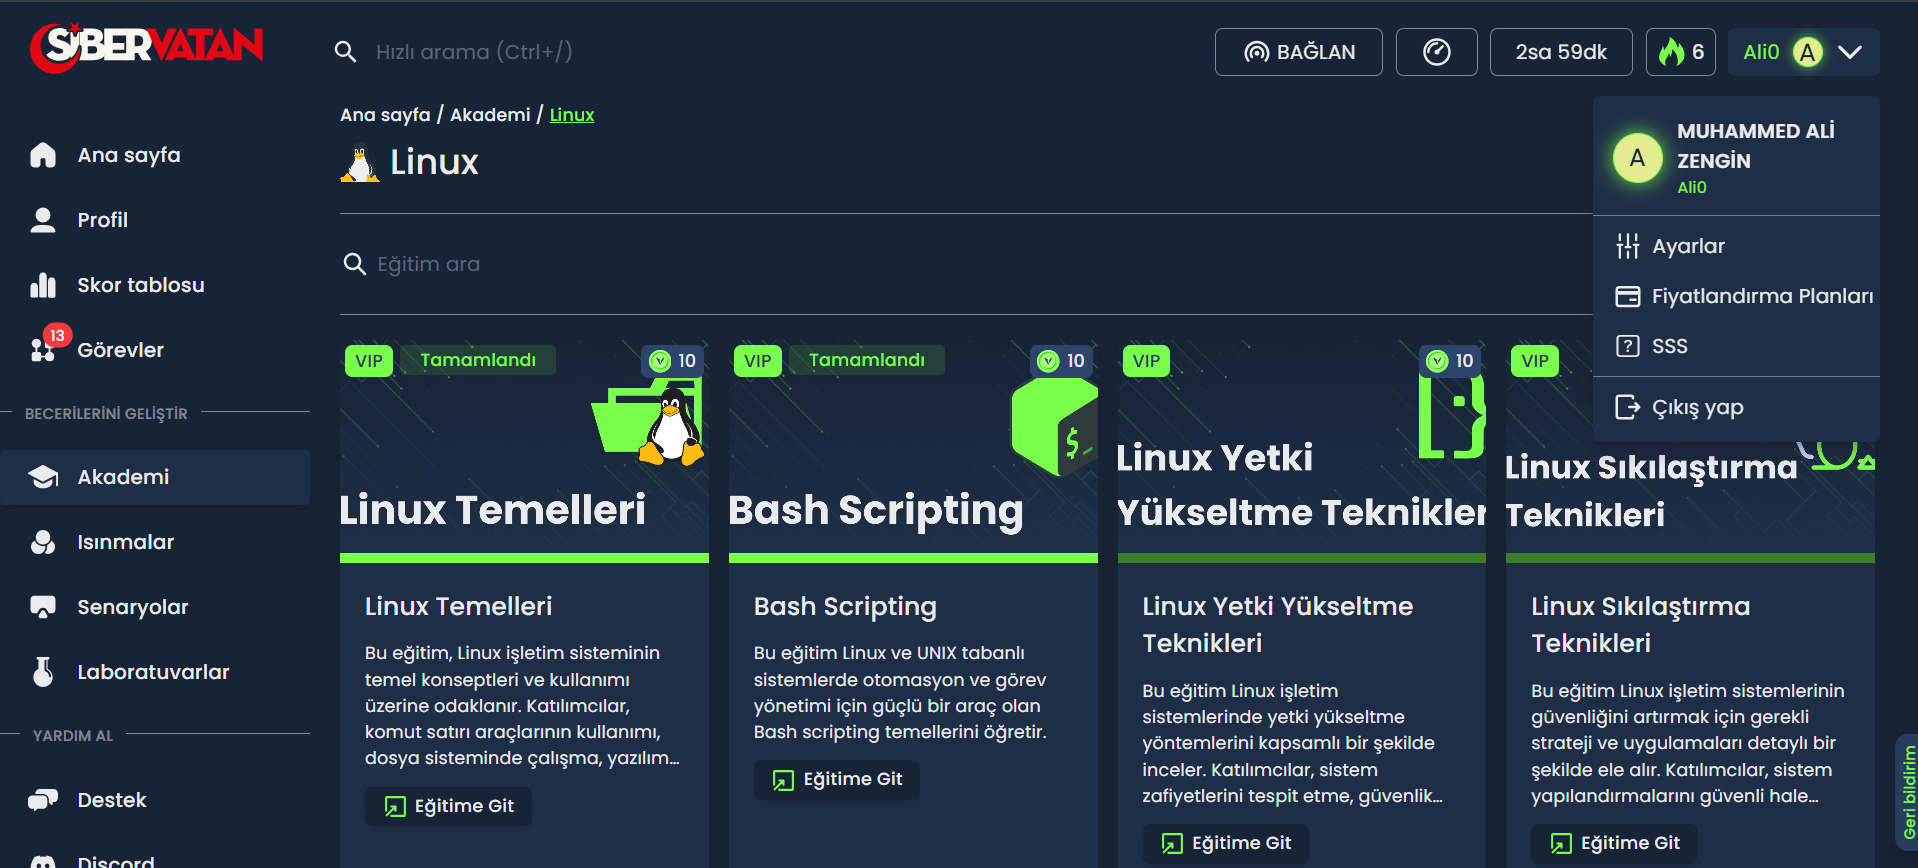 SİBERVATAN
Hızlı arama (Ctrl+/)
BAĞLAN
2sa 59dk
6
Ali0
A
Ana sayfa / Akademi / Linux
Linux
Eğitim ara
A
MUHAMMED ALİ
ZENGİN
Ali0
Ayarlar
Fiyatlandırma Planları
? SSS
Çıkış yap
Ana sayfa
Profil
Skor tablosu
13
Görevler
BECERİLERİNİ GELİŞTİR
Akademi
Isınmalar
Senaryolar
Laboratuvarlar
YARDIM AL
Destek
Discord
VIP
Tamamlandı
10
Linux Temelleri
Linux Temelleri
Bu eğitim, Linux işletim sisteminin
temel konseptleri ve kullanımı
üzerine odaklanır. Katılımcılar,
komut satırı araçlarının kullanımı,
dosya sisteminde çalışma, yazılım...
Eğitime Git
VIP
Tamamlandı
10
$_
Bash Scripting
Bash Scripting
Bu eğitim Linux ve UNIX tabanlı
sistemlerde otomasyon ve görev
yönetimi için güçlü bir araç olan
Bash scripting temellerini öğretir.
Eğitime Git
VIP
10
Linux Yetki
Yükseltme Teknikler
Linux Yetki Yükseltme
Teknikleri
Bu eğitim Linux işletim
sistemlerinde yetki yükseltme
yöntemlerini kapsamlı bir şekilde
inceler. Katılımcılar, sistem
zafiyetlerini tespit etme, güvenlik...
Eğitime Git
VIP
Linux Sıkılaştırma
Teknikleri
Linux Sıkılaştırma
Teknikleri
Bu eğitim Linux işletim sistemlerinin
güvenliğini artırmak için gerekli
strateji ve uygulamaları detaylı bir
şekilde ele alır. Katılımcılar, sistem
yapılandırmalarını güvenli hale...
Eğitime Git
Geri bildirim